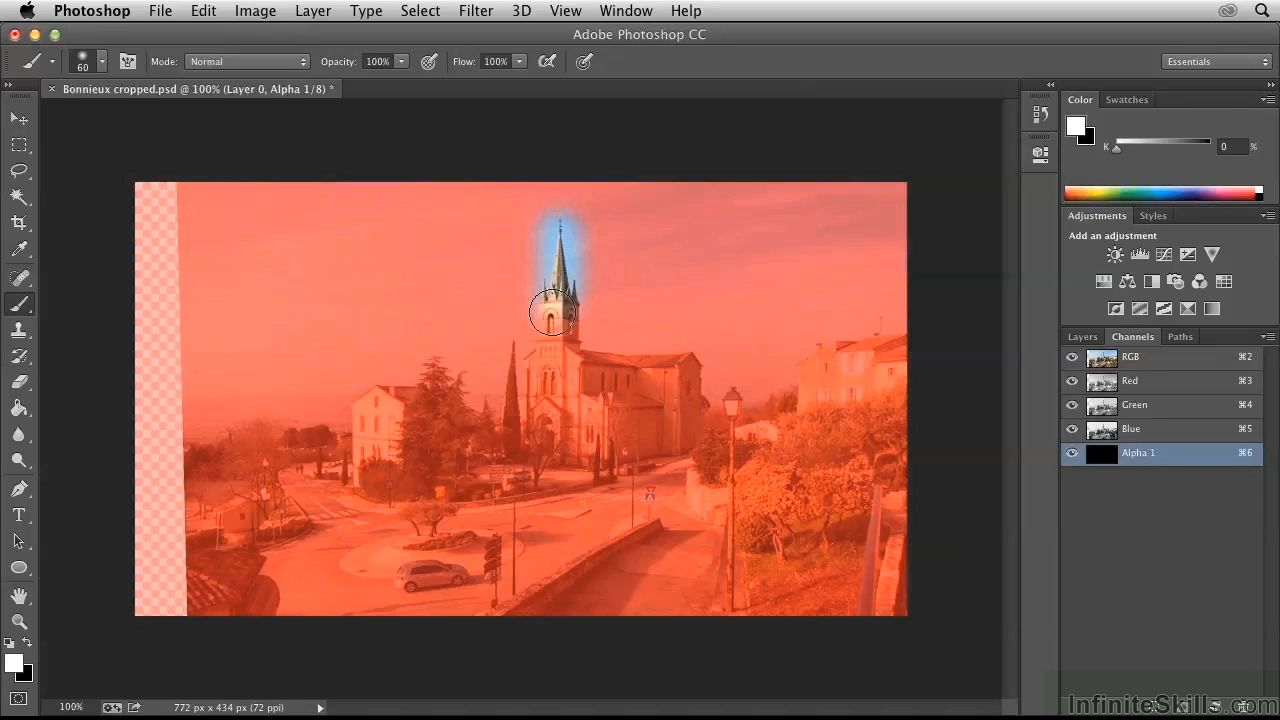 Photoshop File Edit Image Layer Type Select Filter 3D View Window Help
Adobe Photoshop CC
60 Mode: Normal Opacity: 100% Flow: 100% Essentials
× Bonnieux cropped.psd @ 100% (Layer 0, Alpha 1/8) *
Color Swatches
K 0 %
Adjustments Styles
Add an adjustment
Layers Channels Paths
RGB ⌘2
Red ⌘3
Green ⌘4
Blue ⌘5
Alpha 1 ⌘6
100% 772 px x 434 px (72 ppi)
InfiniteSkills.com